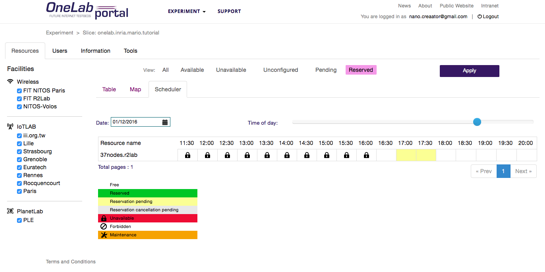 OneLab portal
FUTURE INTERNET TESTBEDS
EXPERIMENT
SUPPORT
News About Public Website Intranet
You are logged in as nano.creaator@gmail.com | Logout
Experiment > Slice: onelab.inria.mario.tutorial
Resources Users Information Tools
Facilities
Wireless
FIT NITOS Paris
FIT R2Lab
NITOS-Volos
IoTLAB
iii.org.tw
Lille
Strasbourg
Grenoble
Euratech
Rennes
Rocquencourt
Paris
PlanetLab
PLE
View: All Available Unavailable Unconfigured Pending Reserved
Apply
Table Map Scheduler
Date: 01/12/2016
Time of day:
Resource name 11:30 12:00 12:30 13:00 13:30 14:00 14:30 15:00 15:30 16:00 16:30 17:00 17:30 18:00 18:30 19:00 19:30 20:00
37nodes.r2lab
Total pages : 1
« Prev 1 Next »
Free
Reserved
Reservation pending
Reservation cancellation pending
Unavailable
Forbidden
Maintenance
Terms and Conditions